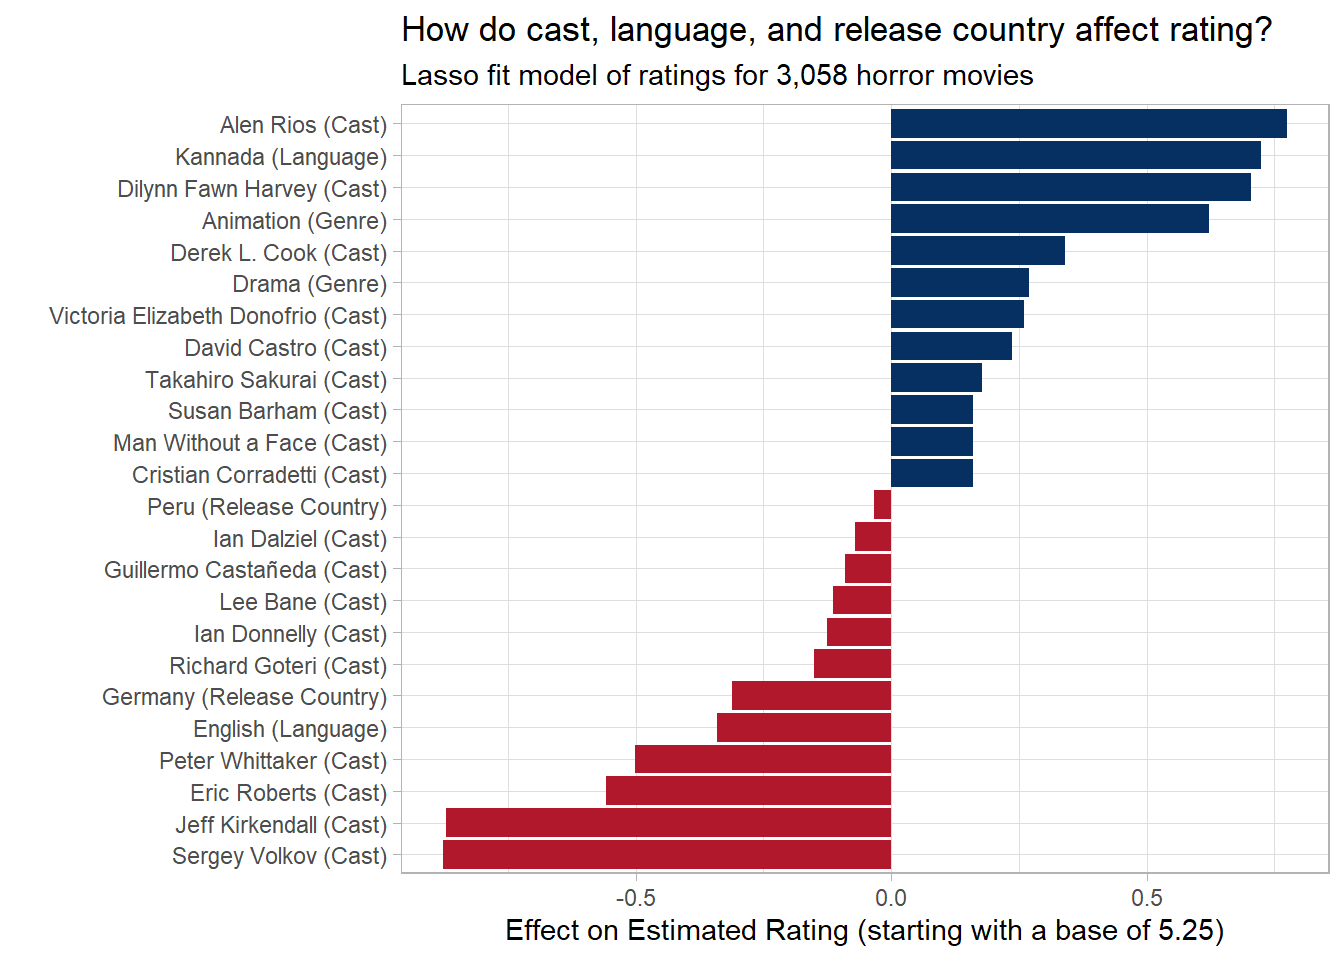 How do cast, language, and release country affect rating?
Lasso fit model of ratings for 3,058 horror movies
Alen Rios (Cast)
Kannada (Language)
Dilynn Fawn Harvey (Cast)
Animation (Genre)
Derek L. Cook (Cast)
Drama (Genre)
Victoria Elizabeth Donofrio (Cast)
David Castro (Cast)
Takahiro Sakurai (Cast)
Susan Barham (Cast)
Man Without a Face (Cast)
Cristian Corradetti (Cast)
Peru (Release Country)
Ian Dalziel (Cast)
Guillermo Castañeda (Cast)
Lee Bane (Cast)
Ian Donnelly (Cast)
Richard Goteri (Cast)
Germany (Release Country)
English (Language)
Peter Whittaker (Cast)
Eric Roberts (Cast)
Jeff Kirkendall (Cast)
Sergey Volkov (Cast)
-0.5 0.0 0.5
Effect on Estimated Rating (starting with a base of 5.25)